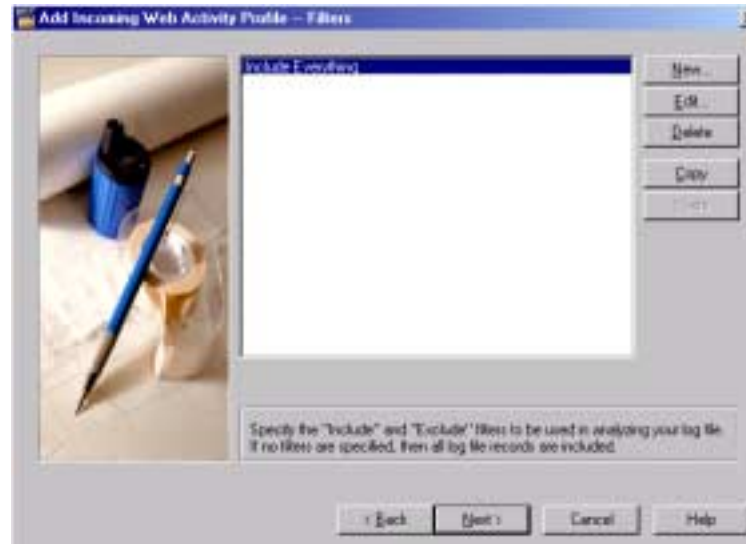 Add Incoming Web Activity Profile -- Filters
Include Everything
New...
Edit...
Delete
Copy
Specify the "Include" and "Exclude" filters to be used in analyzing your log file.
If no filters are specified, then all log file records are included.
< Back
Next >
Cancel
Help